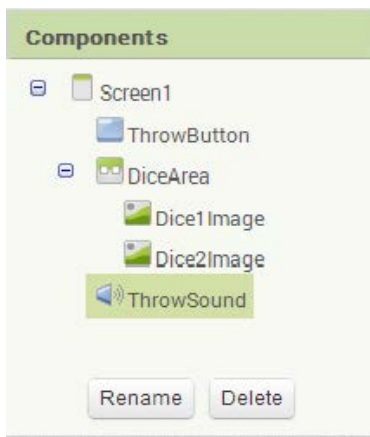 Components
Screen1
ThrowButton
DiceArea
Dice1Image
Dice2Image
ThrowSound
Rename Delete